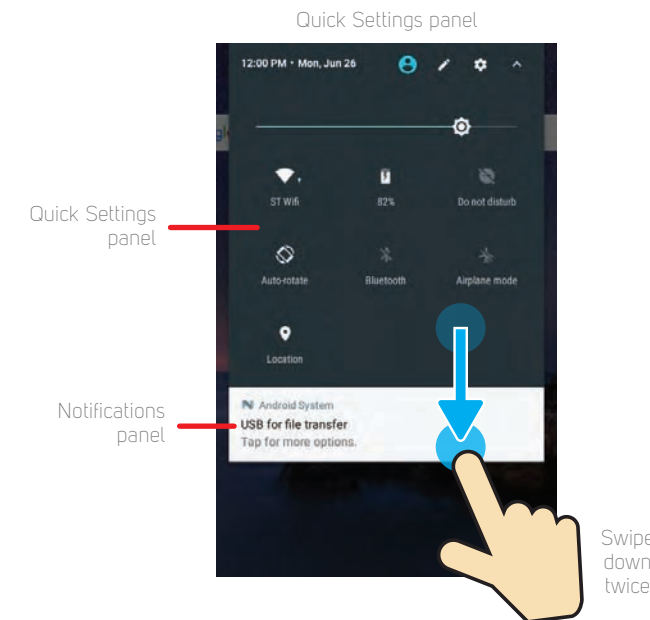 Quick Settings panel
12:00 PM • Mon, Jun 26
gl
ST Wifi
82%
Do not disturb
Quick Settings
panel
Auto-rotate
Bluetooth
Airplane mode
Location
Notifications
panel
Android System
USB for file transfer
Tap for more options.
Swipe
down
twice